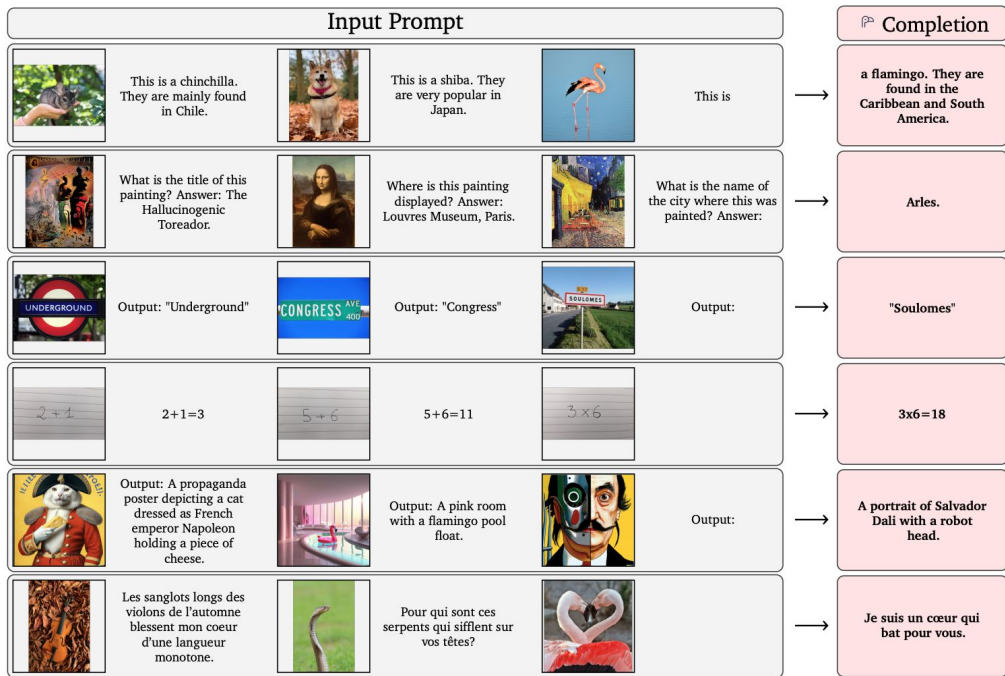 Input Prompt
Completion
This is a chinchilla.
They are mainly found
in Chile.
This is a shiba. They
are very popular in
Japan.
This is
a flamingo. They are
found in the
Caribbean and South
America.
What is the title of this
painting? Answer: The
Hallucinogenic
Toreador.
Where is this painting
displayed? Answer:
Louvres Museum, Paris.
What is the name of
the city where this was
painted? Answer:
Arles.
UNDERGROUND
Output: "Underground"
CONGRESS AVE
400
Output: "Congress"
SOULOMES
Output:
"Soulomes"
2+1
2+1=3
5+6
5+6=11
3×6
3x6=18
Output: A propaganda
poster depicting a cat
dressed as French
emperor Napoleon
holding a piece of
cheese.
Output: A pink room
with a flamingo pool
float.
Output:
A portrait of Salvador
Dali with a robot
head.
Les sanglots longs des
violons de l'automne
blessent mon coeur
d'une langueur
monotone.
Pour qui sont ces
serpents qui sifflent sur
vos têtes?
Je suis un cœur qui
bat pour vous.